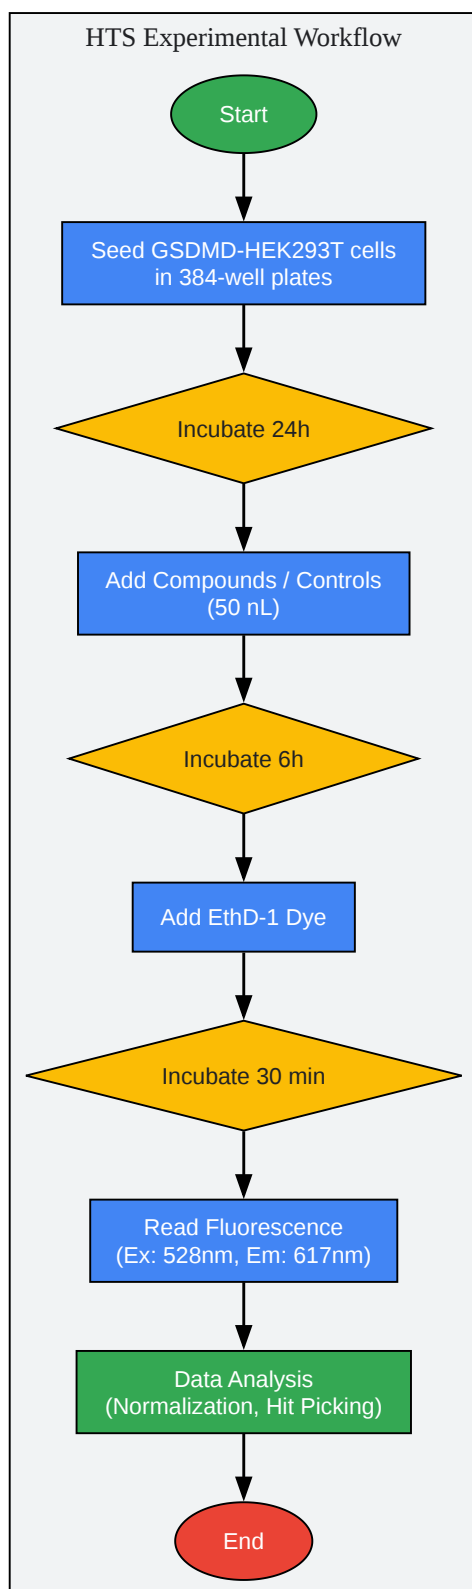 HTS Experimental Workflow
Start
Seed GSDMD-HEK293T cells
in 384-well plates
Incubate 24h
Add Compounds / Controls
(50 nL)
Incubate 6h
Add EthD-1 Dye
Incubate 30 min
Read Fluorescence
(Ex: 528nm, Em: 617nm)
Data Analysis
(Normalization, Hit Picking)
End